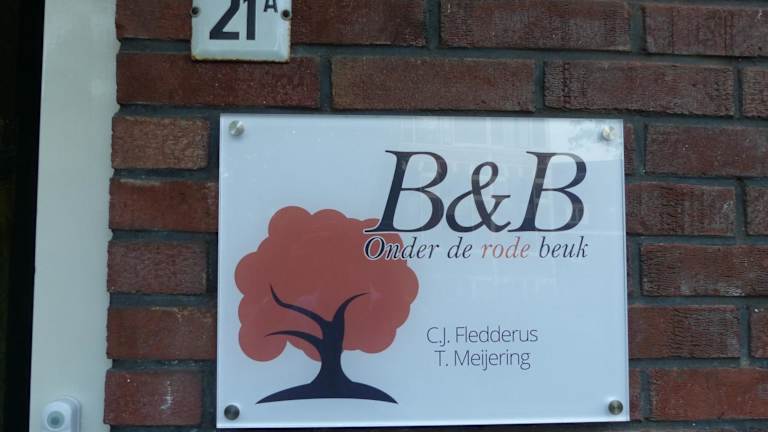 21A
B&B
Onder de rode beuk
C.J. Fledderus
T. Meijering